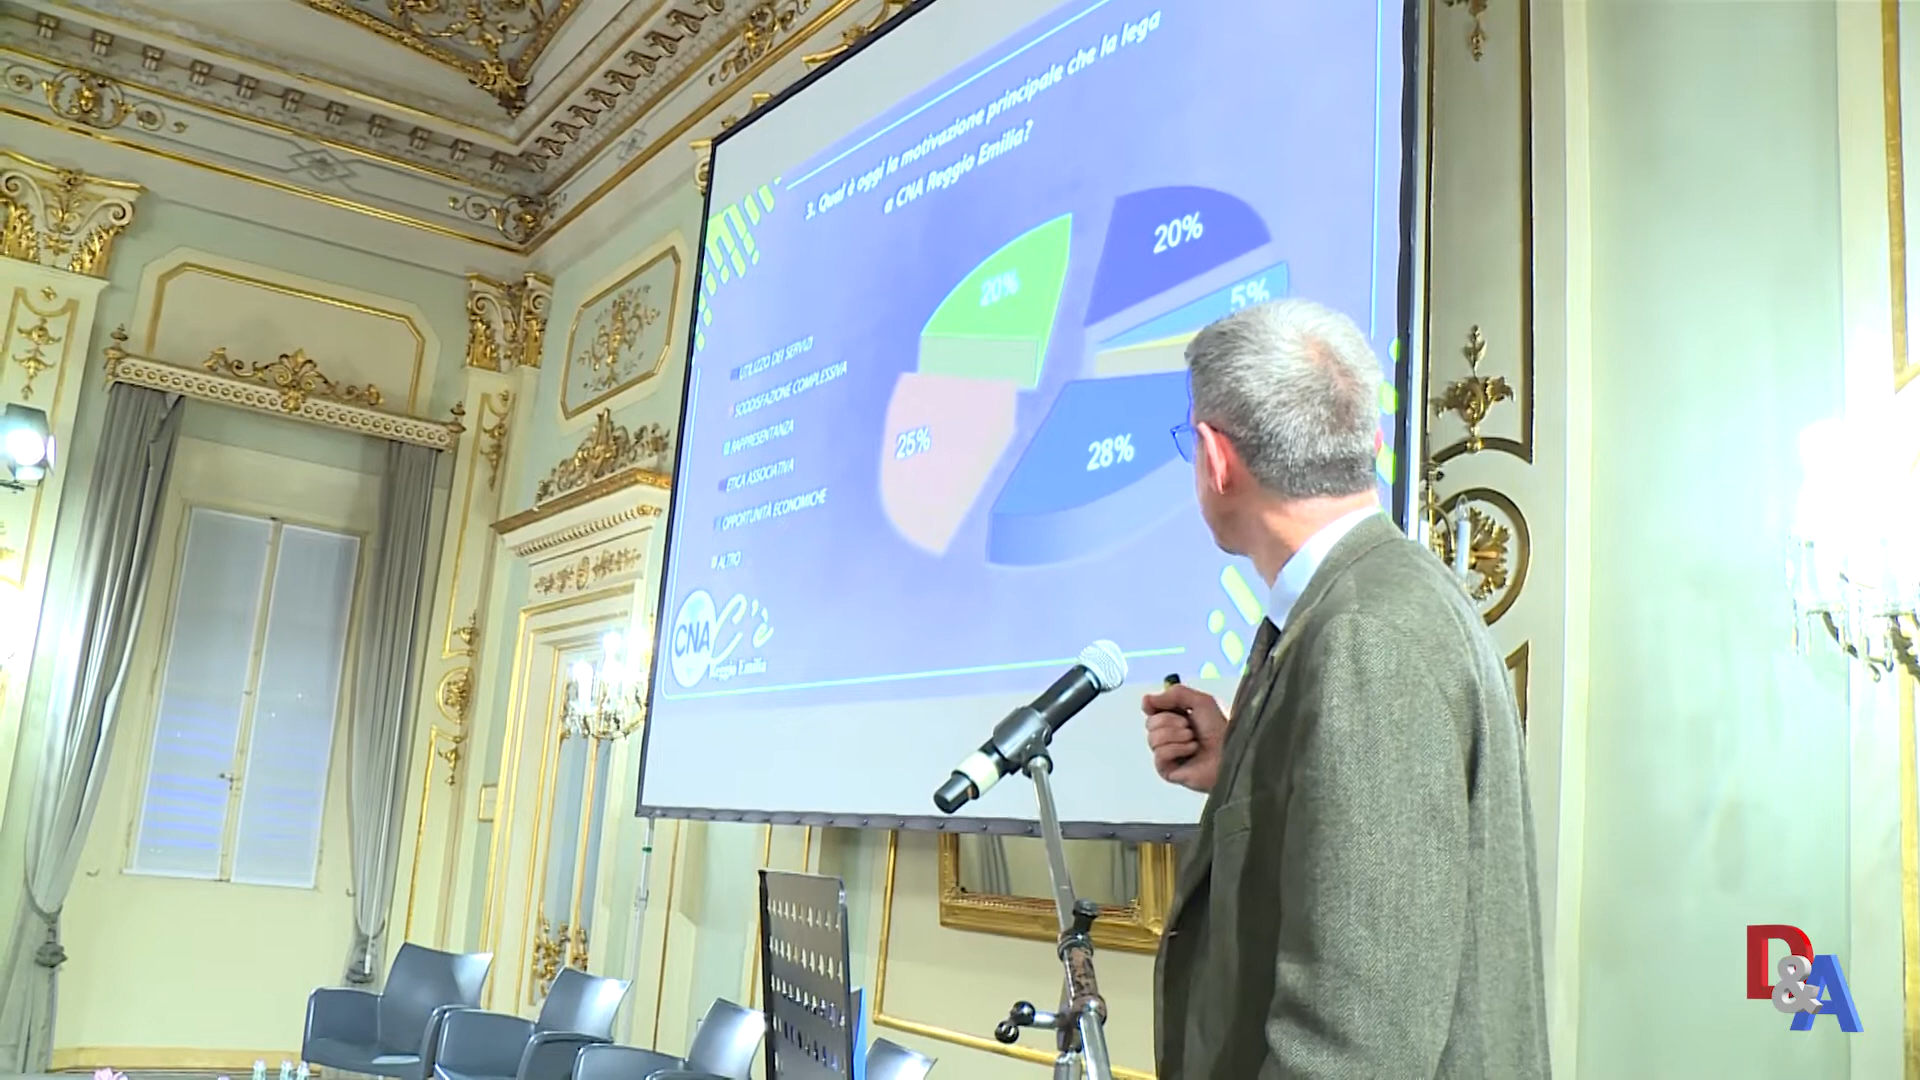 3. Qual è oggi la motivazione principale che la lega
a CNA Reggio Emilia?
20%
20%
5%
28%
25%
UTILIZZO DEI SERVIZI
SODDISFAZIONE COMPLESSIVA
RAPPRESENTANZA
ETICA ASSOCIATIVA
OPPORTUNITÀ ECONOMICHE
ALTRO
CNA C'è
Reggio Emilia
D&A